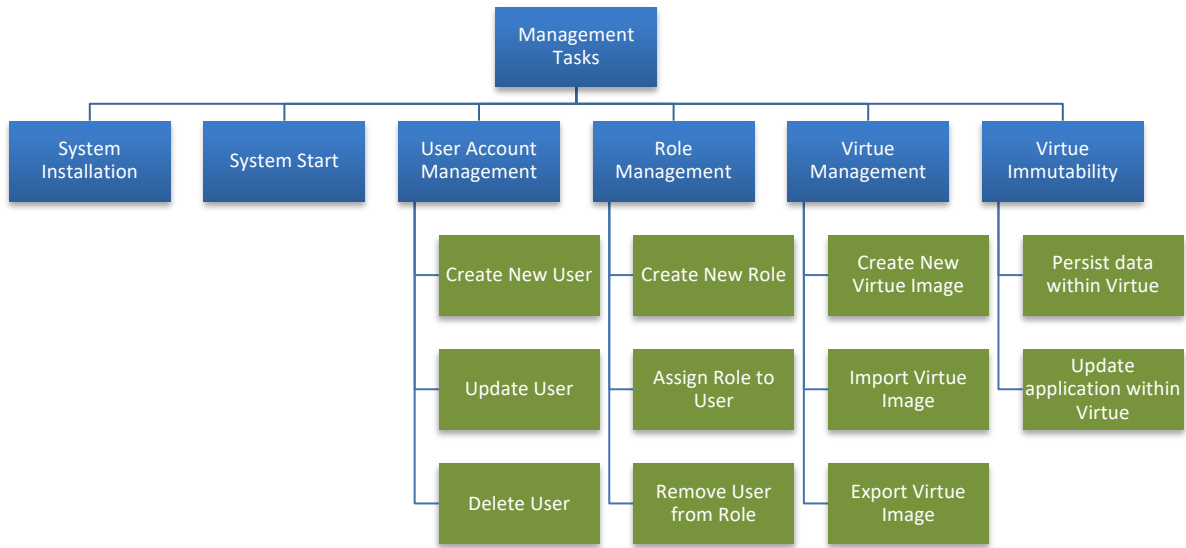 Management
Tasks
System
Installation
System Start
User Account
Management
Role
Management
Virtue
Management
Virtue
Immutability
Create New User
Create New Role
Create New
Virtue Image
Persist data
within Virtue
Update User
Assign Role to
User
Import Virtue
Image
Update
application within
Virtue
Delete User
Remove User
from Role
Export Virtue
Image